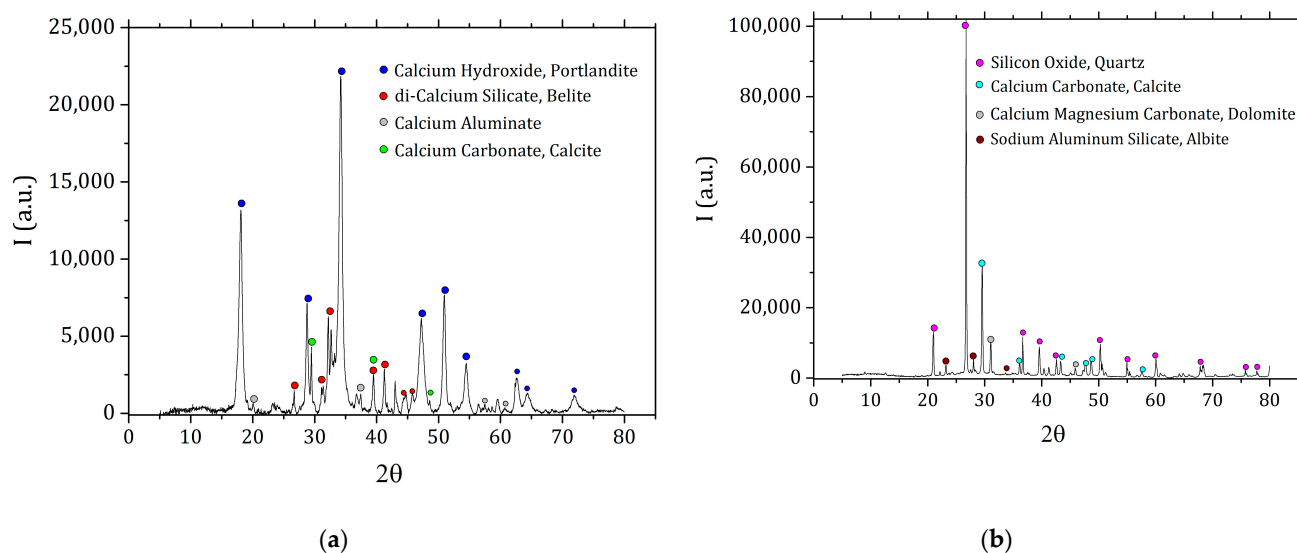 25,000
20,000
15,000
10,000
5,000
0
I (a.u.)
Calcium Hydroxide, Portlandite
di-Calcium Silicate, Belite
Calcium Aluminate
Calcium Carbonate, Calcite
0 10 20 30 40 50 60 70 80
2θ
(a)
100,000
80,000
60,000
40,000
20,000
0
I (a.u.)
Silicon Oxide, Quartz
Calcium Carbonate, Calcite
Calcium Magnesium Carbonate, Dolomite
Sodium Aluminum Silicate, Albite
0 10 20 30 40 50 60 70 80
2θ
(b)